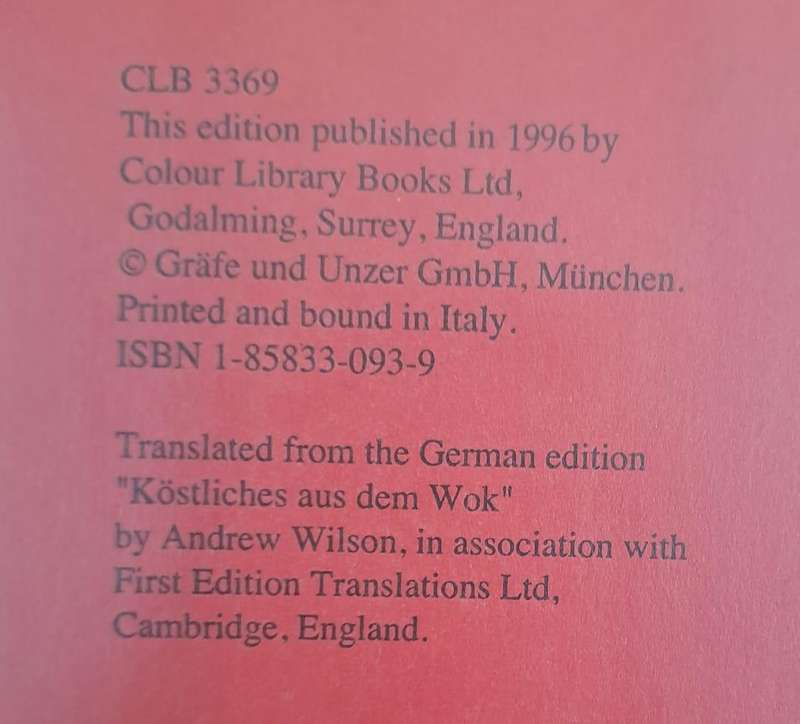 CLB 3369
This edition published in 1996 by
Colour Library Books Ltd,
Godalming, Surrey, England.
© Gräfe und Unzer GmbH, München.
Printed and bound in Italy.
ISBN 1-85833-093-9
Translated from the German edition
"Köstliches aus dem Wok"
by Andrew Wilson, in association with
First Edition Translations Ltd,
Cambridge, England.